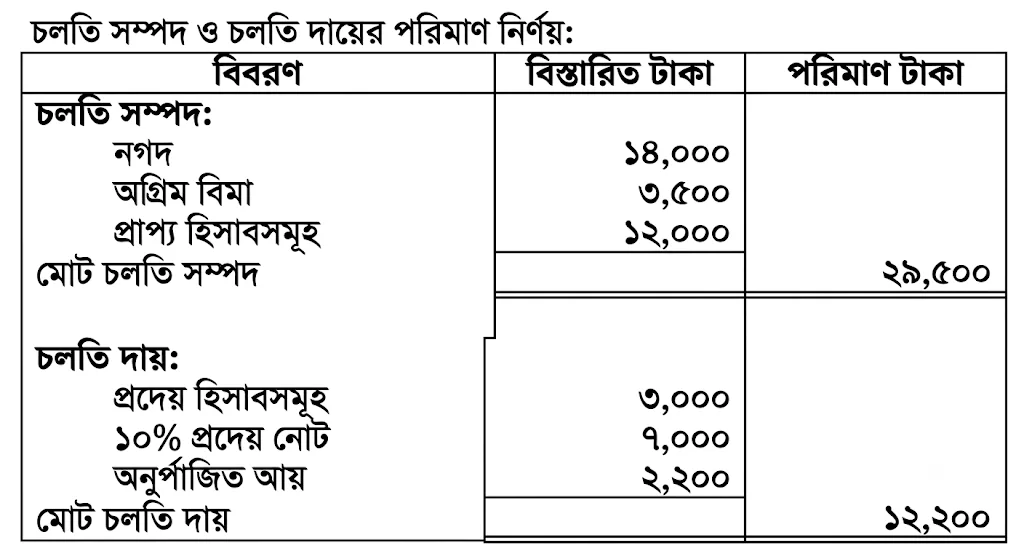 চলতি সম্পদ ও চলতি দায়ের পরিমাণ নির্ণয়:
বিবরণ বিস্তারিত টাকা পরিমাণ টাকা
চলতি সম্পদ:
নগদ ১৪,০০০
অগ্রিম বিমা ৩,৫০০
প্রাপ্য হিসাবসমূহ ১২,০০০
মোট চলতি সম্পদ ২৯,৫০০
চলতি দায়:
প্রদেয় হিসাবসমূহ ৩,০০০
১০% প্রদেয় নোট ৭,০০০
অনুর্পাজিত আয় ২,২০০
মোট চলতি দায় ১২,২০০